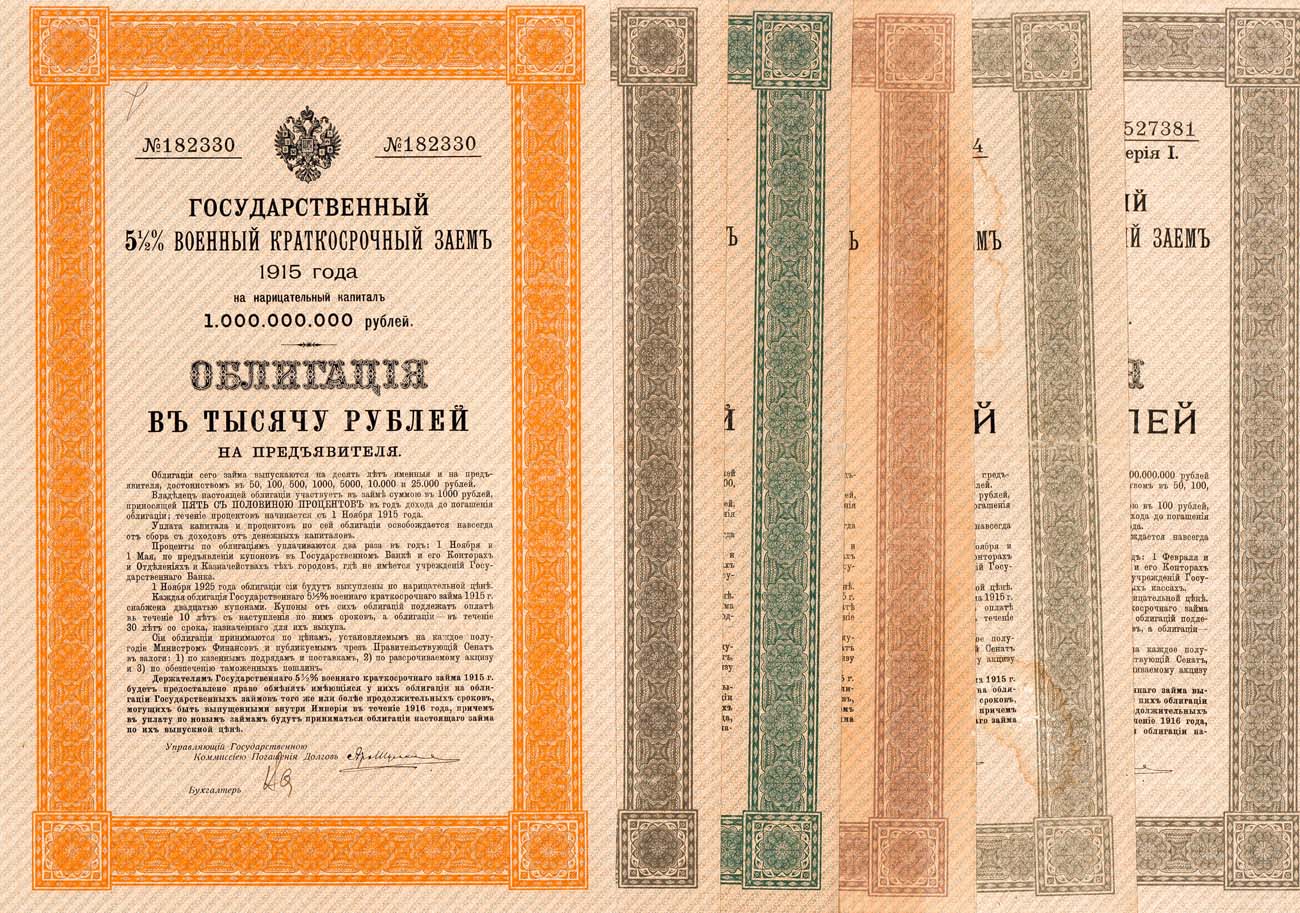 №182330
№182330
ГОСУДАРСТВЕННЫЙ
5½% ВОЕННЫЙ КРАТКОСРОЧНЫЙ ЗАЕМЪ
1915 года
на нарицательный капиталъ
1.000.000.000 рублей.
ОБЛИГАЦІЯ
ВЪ ТЫСЯЧУ РУБЛЕЙ
НА ПРЕДЪЯВИТЕЛЯ.
Облигаціи сего займа выпускаются на десять лѣтъ именныя и на предъ-
явителя, достоинствомъ въ 50, 100, 500, 1000, 5000, 10.000 и 25.000 рублей.
Владѣлецъ настоящей облигаціи участвуетъ въ займѣ суммою въ 1000 рублей,
приносящей ПЯТЬ СЪ ПОЛОВИНОЮ ПРОЦЕНТОВЪ въ годъ дохода до погашенія
облигаціи; теченіе процентовъ начинается съ 1 Ноября 1915 года.
Уплата капитала и процентовъ по сей облигаціи освобождается навсегда
отъ сбора съ доходовъ отъ денежныхъ капиталовъ.
Проценты по облигаціямъ уплачиваются два раза въ годъ: 1 Ноября и
1 Мая, по предъявленіи купоновъ въ Государственномъ Банкѣ и его Конторахъ
и Отдѣленіяхъ и Казначействахъ тѣхъ городовъ, гдѣ не имѣется учрежденій Госу-
дарственнаго Банка.
1 Ноября 1925 года облигаціи сіи будутъ выкуплены по нарицательной цѣнѣ.
Каждая облигація Государственнаго 5½% военнаго краткосрочнаго займа 1915 г.
снабжена двадцатью купонами. Купоны отъ сихъ облигацій подлежатъ оплатѣ
въ теченіе 10 лѣтъ съ наступленія по нимъ сроковъ, а облигаціи—въ теченіе
30 лѣтъ со срока, назначеннаго для ихъ выкупа.
Сіи облигаціи принимаются по цѣнамъ, установляемымъ на каждое полу-
годіе Министромъ Финансовъ и публикуемымъ чрезъ Правительствующій Сенатъ
въ залоги: 1) по казеннымъ подрядамъ и поставкамъ, 2) по разсрочиваемому акцизу
и 3) по обезпеченію таможенныхъ пошлинъ.
Держателямъ Государственнаго 5½% военнаго краткосрочнаго займа 1915 г.
будетъ предоставлено право обмѣнять имѣющіяся у нихъ облигаціи на обли-
гаціи Государственныхъ займовъ того же или болѣе продолжительныхъ сроковъ,
могущихъ быть выпущенными внутри Имперіи въ теченіе 1916 года, причемъ
въ уплату по новымъ займамъ будутъ приниматься облигаціи настоящаго займа
по ихъ выпускной цѣнѣ.
Управляющій Государственною
Коммиссіею Погашенія Долговъ
Бухгалтеръ
Ъ
Ъ
4
МЪ
Й
527381
ерія I.
ІЙ
Й ЗАЕМЪ
Я
ЛЕЙ